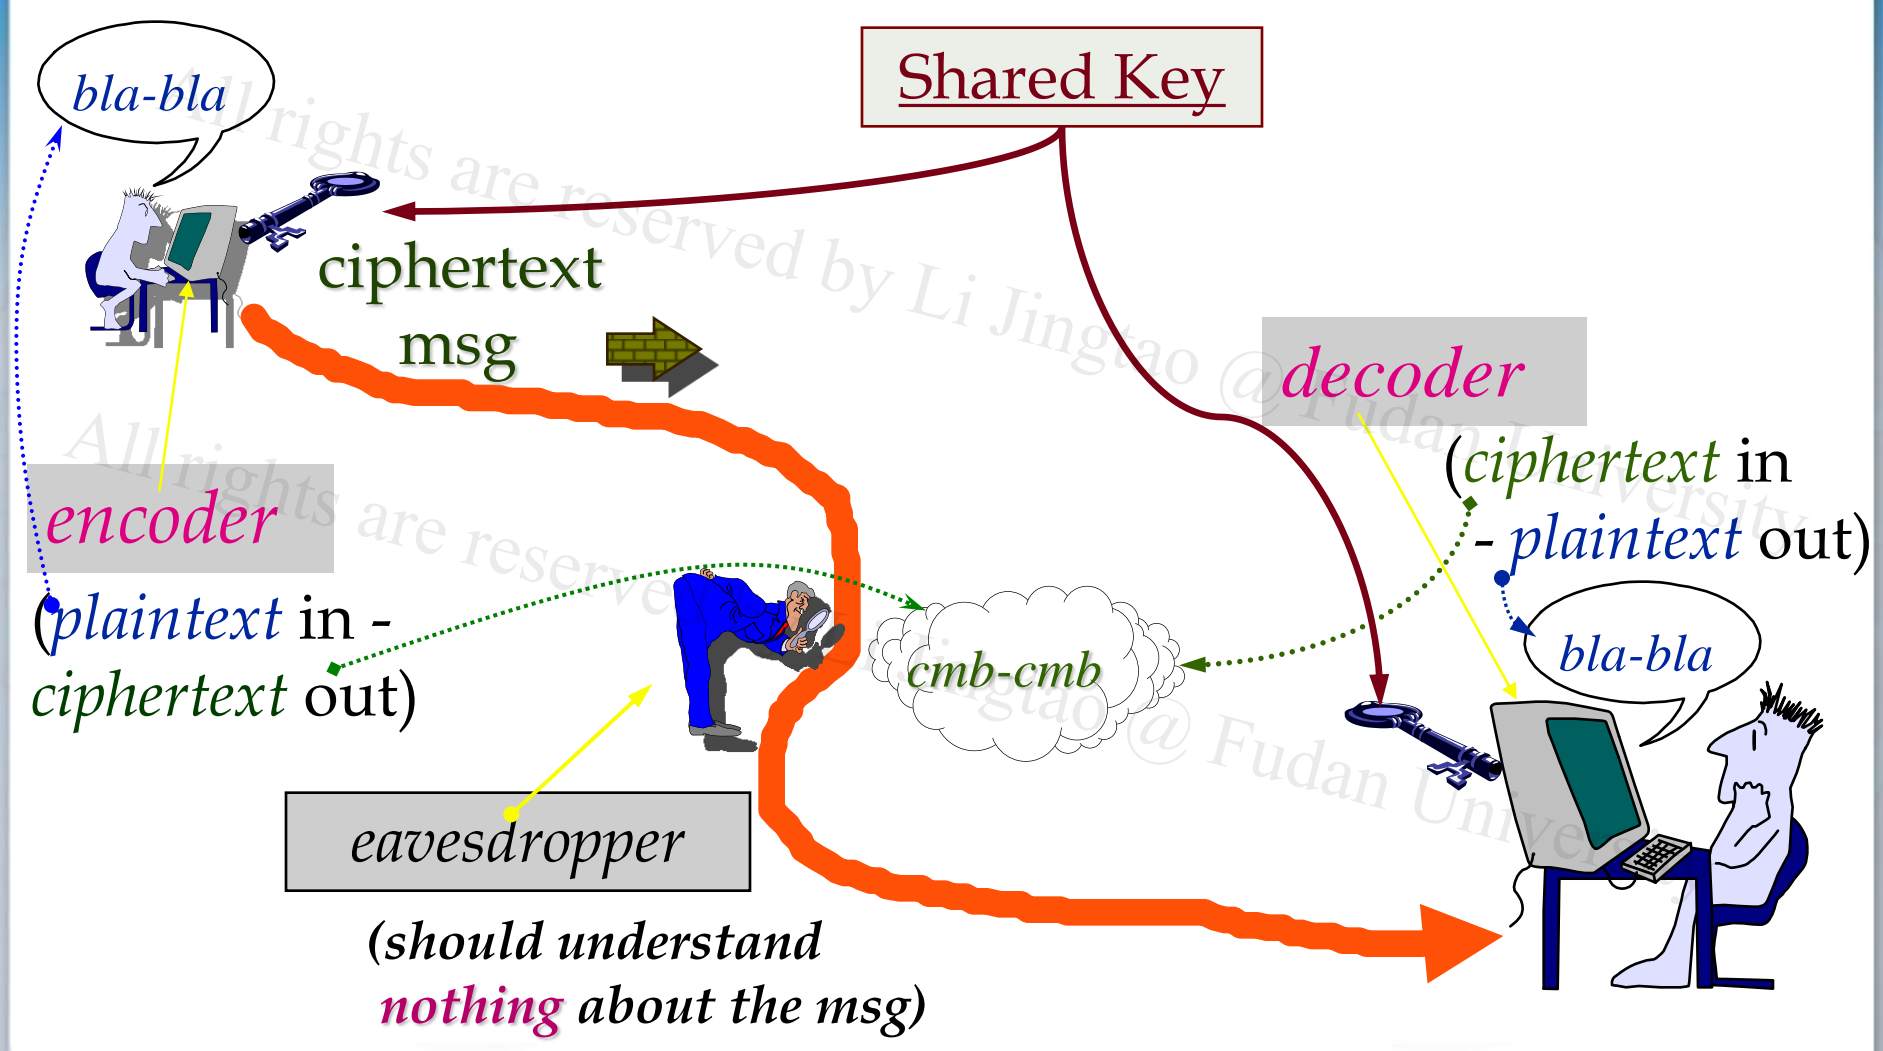 bla-bla
Shared Key
ciphertext
msg
decoder
(ciphertext in
- plaintext out)
encoder
(plaintext in -
ciphertext out)
cmb-cmb
bla-bla
eavesdropper
(should understand
nothing about the msg)
All rights are reserved by Li Jingtao @ Fudan University
All rights are reserved by Li Jingtao @ Fudan University